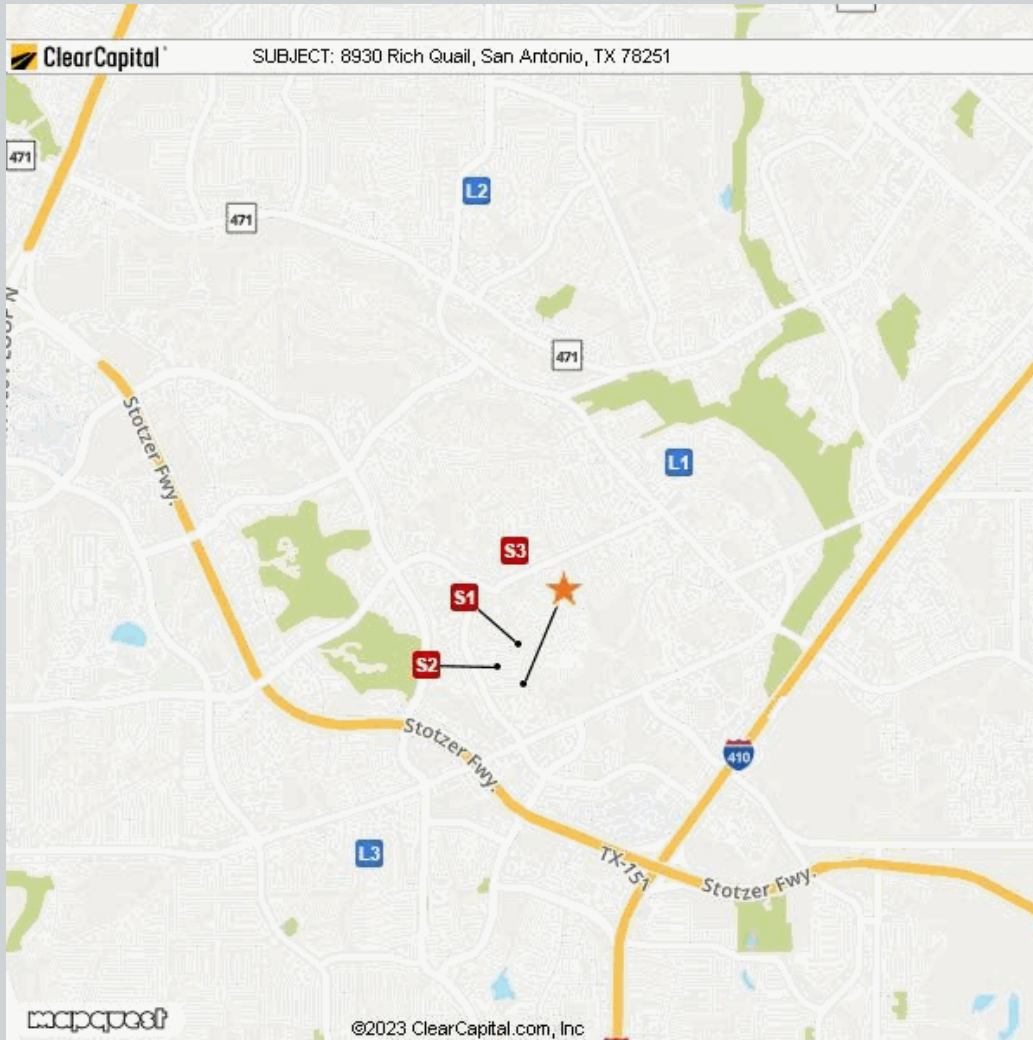 ClearCapital
SUBJECT: 8930 Rich Quail, San Antonio, TX 78251
471
L2
471
471
Stotzer Fwy.
L1
S3
S1
S2
Stotzer Fwy.
410
L3
TX-151
Stotzer Fwy.
mapquest
©2023 ClearCapital.com, Inc